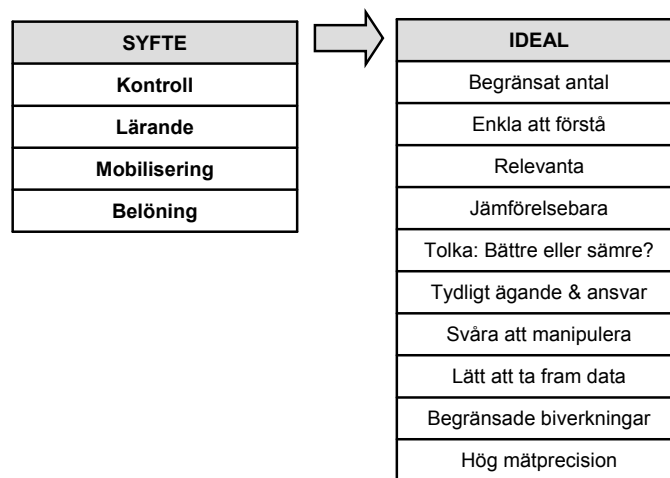 SYFTE
Kontroll
Lärande
Mobilisering
Belöning
IDEAL
Begränsat antal
Enkla att förstå
Relevanta
Jämförelsebara
Tolka: Bättre eller sämre?
Tydligt ägande & ansvar
Svåra att manipulera
Lätt att ta fram data
Begränsade biverkningar
Hög mätprecision